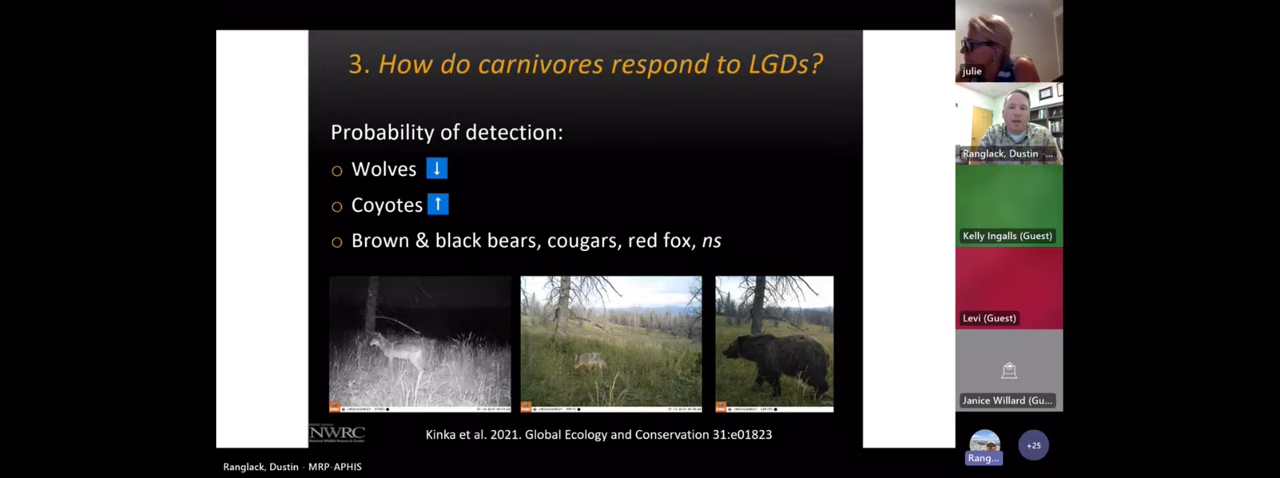 3. How do carnivores respond to LGDs?
Probability of detection:
Wolves ↓
Coyotes ↑
Brown & black bears, cougars, red fox, ns
NWRC
Kinka et al. 2021. Global Ecology and Conservation 31:e01823
Ranglack, Dustin - MRP-APHIS
julie
Ranglack, Dustin - ...
Kelly Ingalls (Guest)
Levi (Guest)
Janice Willard (Gu...
Rang...
+25